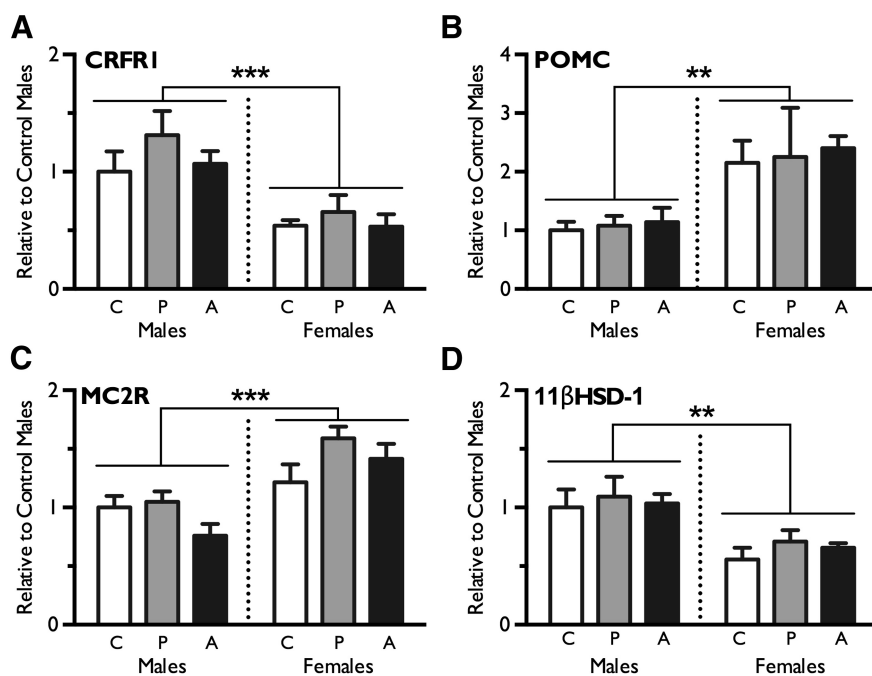 A
CRFR1
***
Relative to Control Males
2
1
0
C P A C P A
Males Females
B
POMC
**
Relative to Control Males
4
3
2
1
0
C P A C P A
Males Females
C
MC2R
***
Relative to Control Males
2
1
0
C P A C P A
Males Females
D
11βHSD-1
**
Relative to Control Males
2
1
0
C P A C P A
Males Females